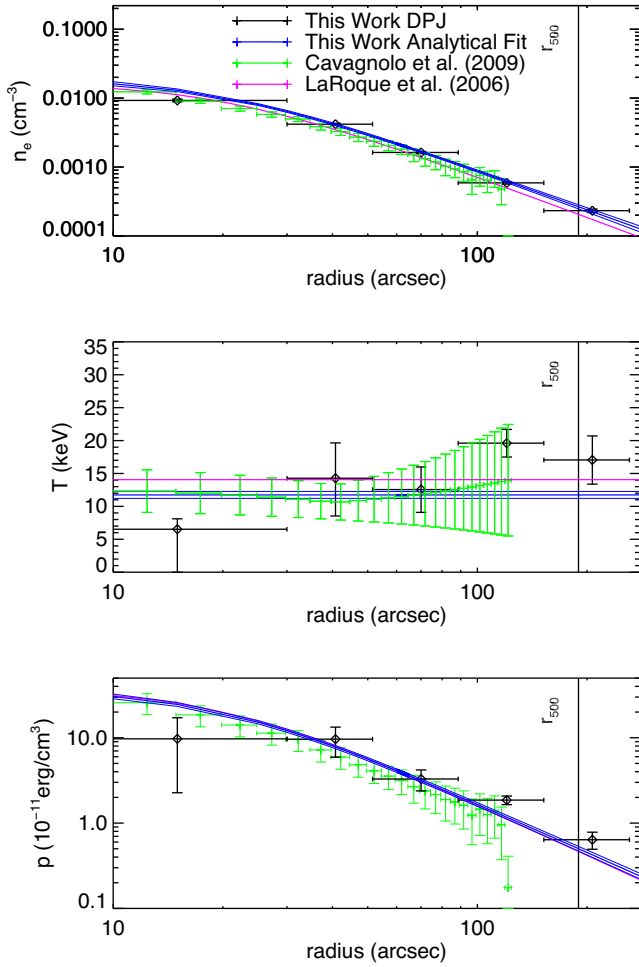 This Work DPJ
This Work Analytical Fit
Cavagnolo et al. (2009)
LaRoque et al. (2006)
r500
0.1000
0.0100
0.0010
0.0001
n_e (cm⁻³)
10
100
radius (arcsec)
r500
35
30
25
20
15
10
5
0
T (keV)
10
100
radius (arcsec)
r500
10.0
1.0
0.1
p (10⁻¹¹erg/cm³)
10
100
radius (arcsec)